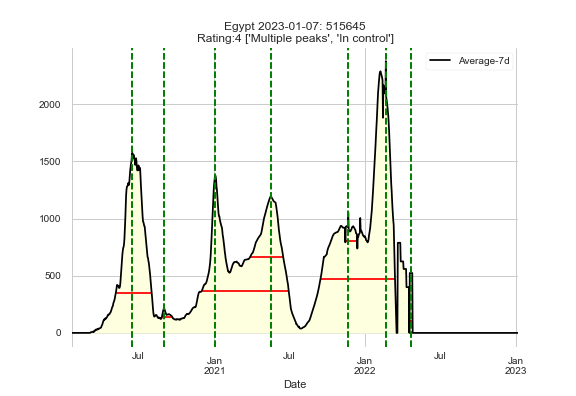 Egypt 2023-01-07: 515645
Rating:4 ['Multiple peaks', 'In control']
Average-7d
2000
1500
1000
500
0
Jul
Jan
2021
Jul
Jan
2022
Jul
Jan
2023
Date